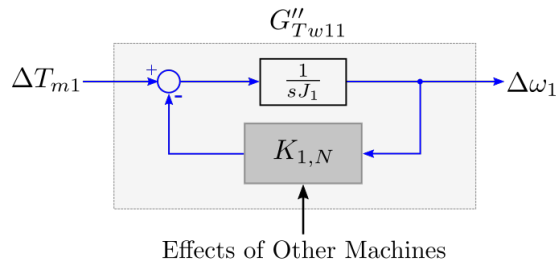 G''_{Tw11}
ΔT_{m1}
+
-
1/(sJ_1)
Δω_1
K_{1,N}
Effects of Other Machines